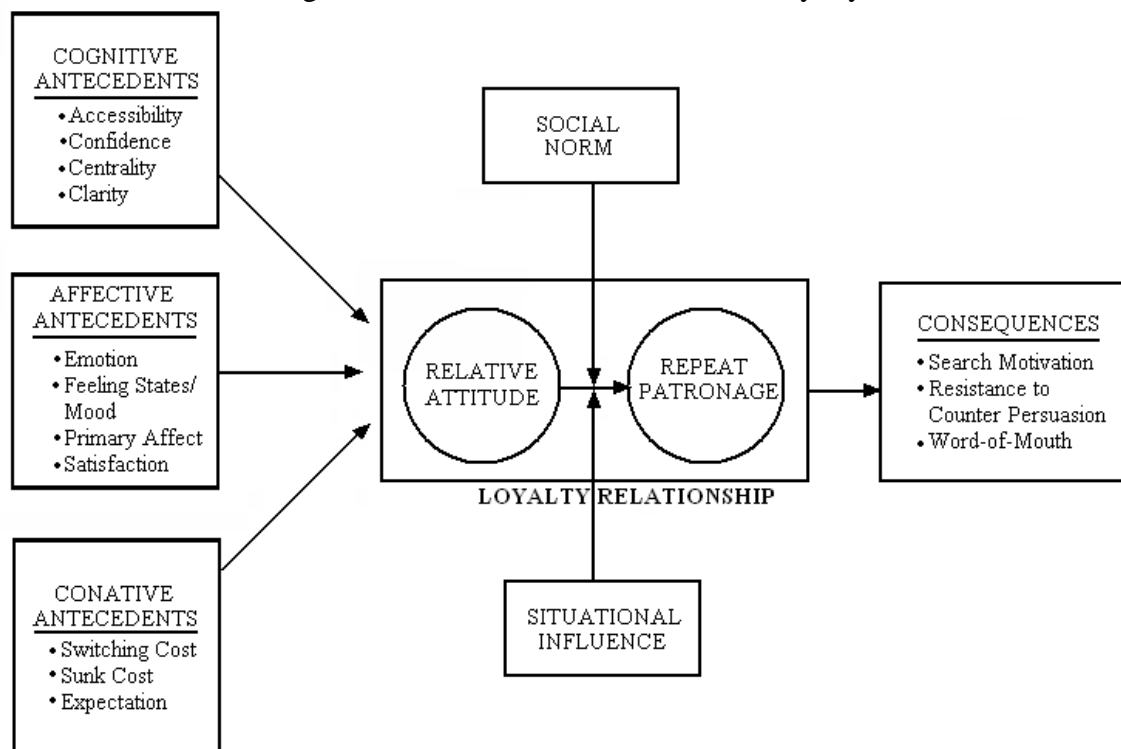 COGNITIVE
ANTECEDENTS
•Accessibility
•Confidence
•Centrality
•Clarity
SOCIAL
NORM
AFFECTIVE
ANTECEDENTS
•Emotion
•Feeling States/
Mood
•Primary Affect
•Satisfaction
RELATIVE
ATTITUDE
REPEAT
PATRONAGE
LOYALTY RELATIONSHIP
CONSEQUENCES
•Search Motivation
•Resistance to
Counter Persuasion
•Word-of-Mouth
CONATIVE
ANTECEDENTS
•Switching Cost
•Sunk Cost
•Expectation
SITUATIONAL
INFLUENCE